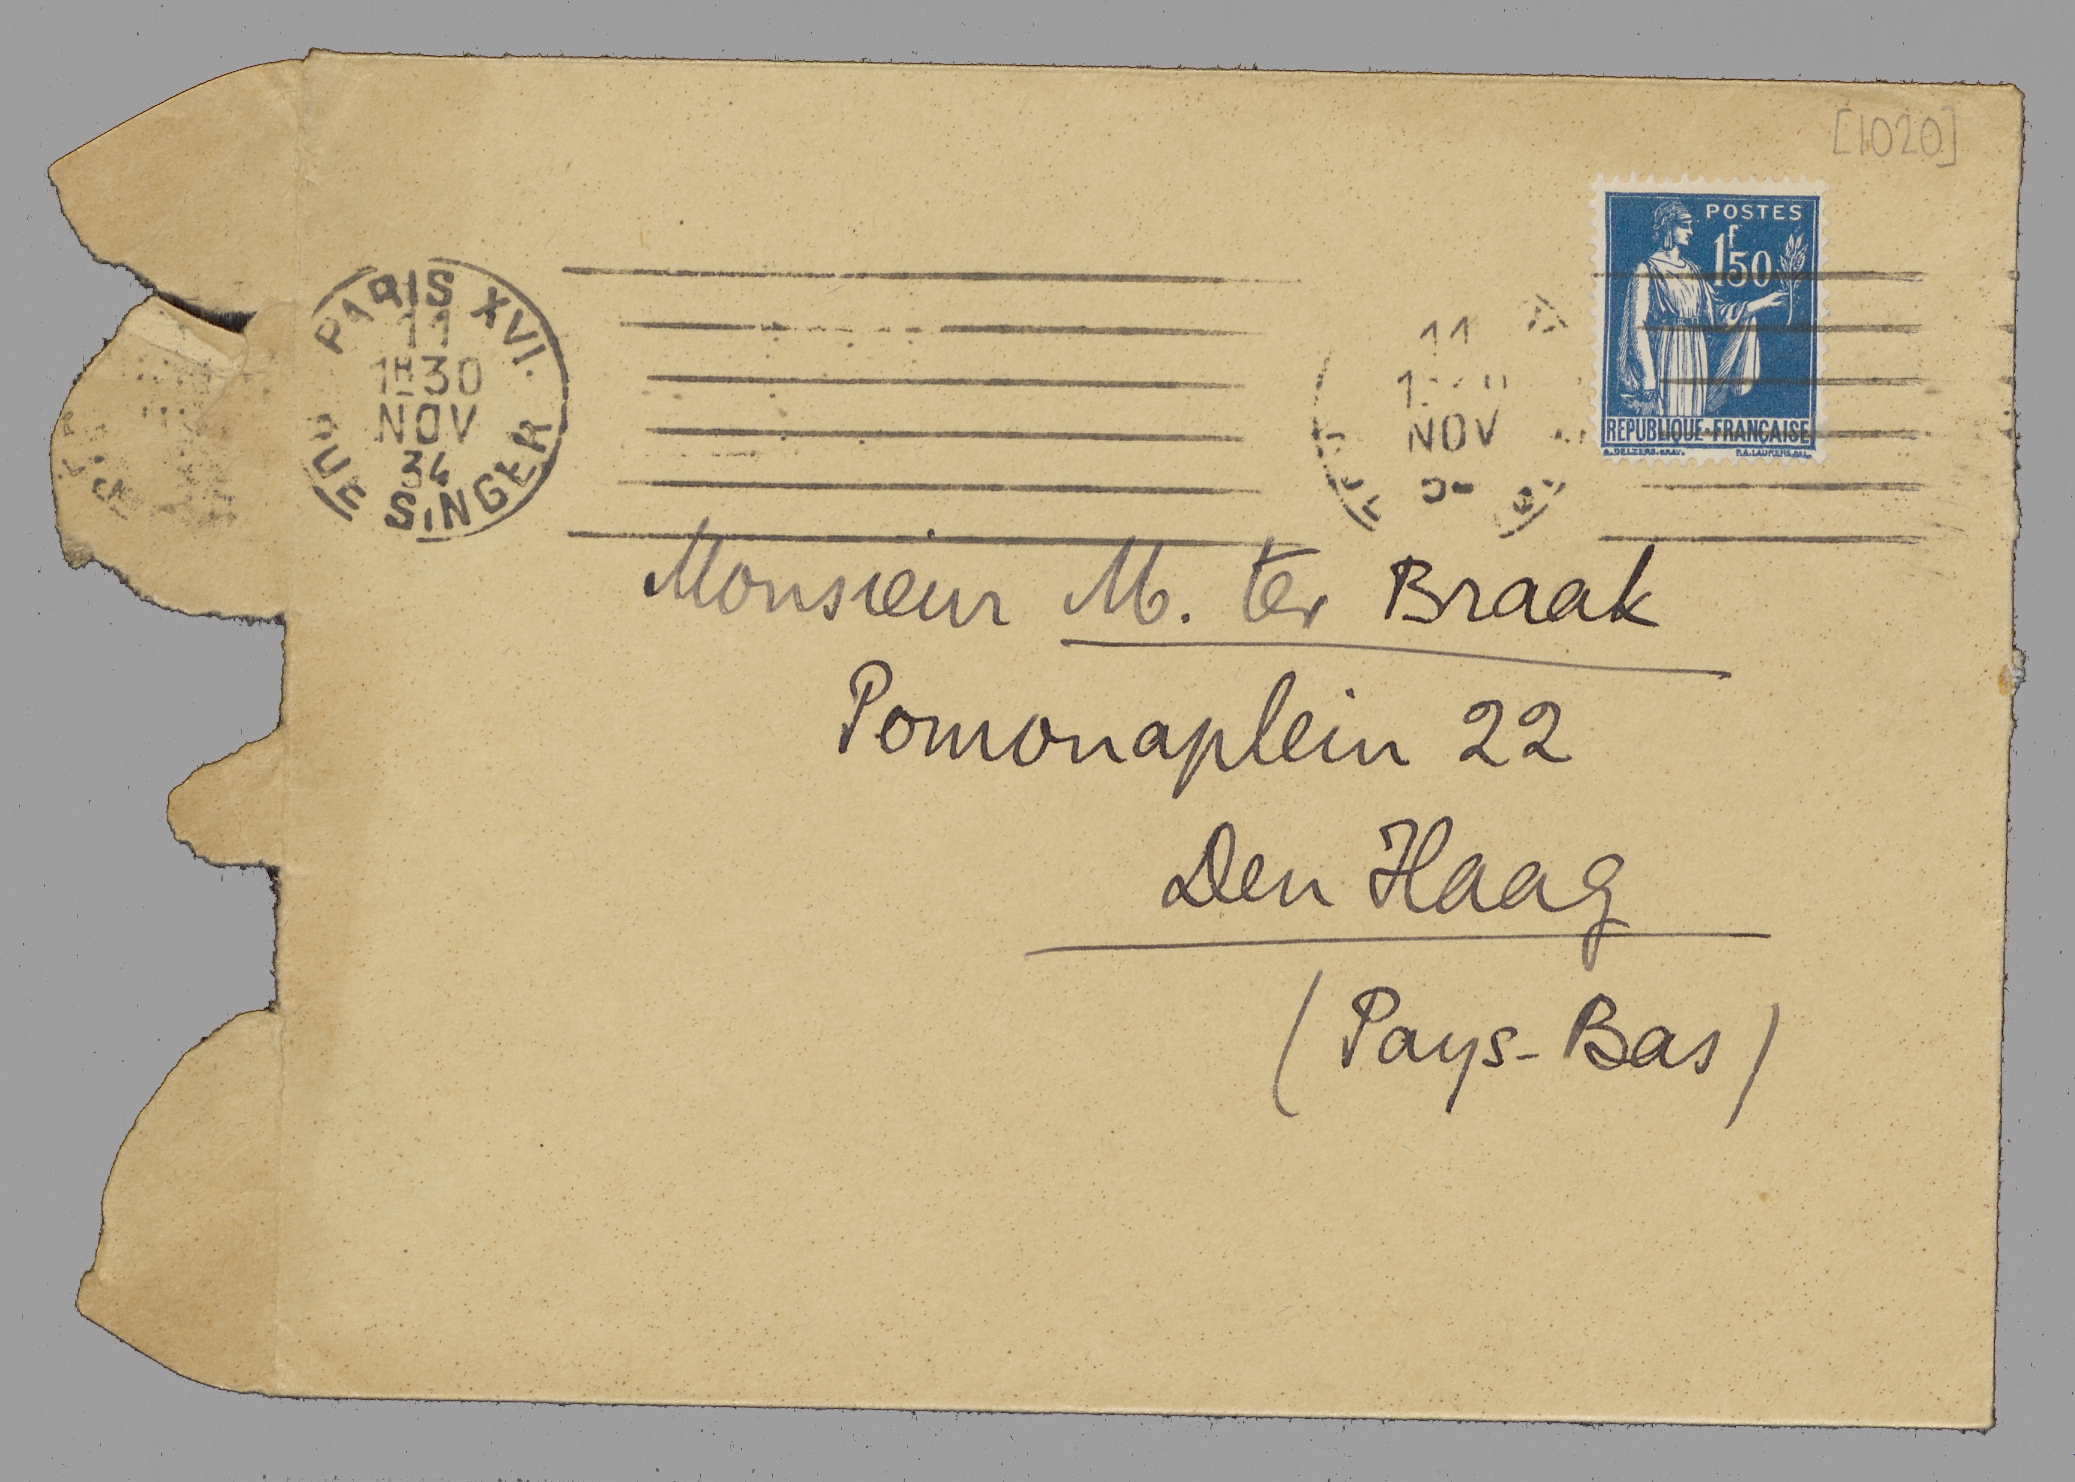 [1020]
POSTES
1f50
REPUBLIQUE-FRANÇAISE
PARIS XVI.
11
1H30
NOV
34
RUE SINGER
11
NOV
Monsieur M. ter Braak
Pomonaplein 22
Den Haag
(Pays-Bas)